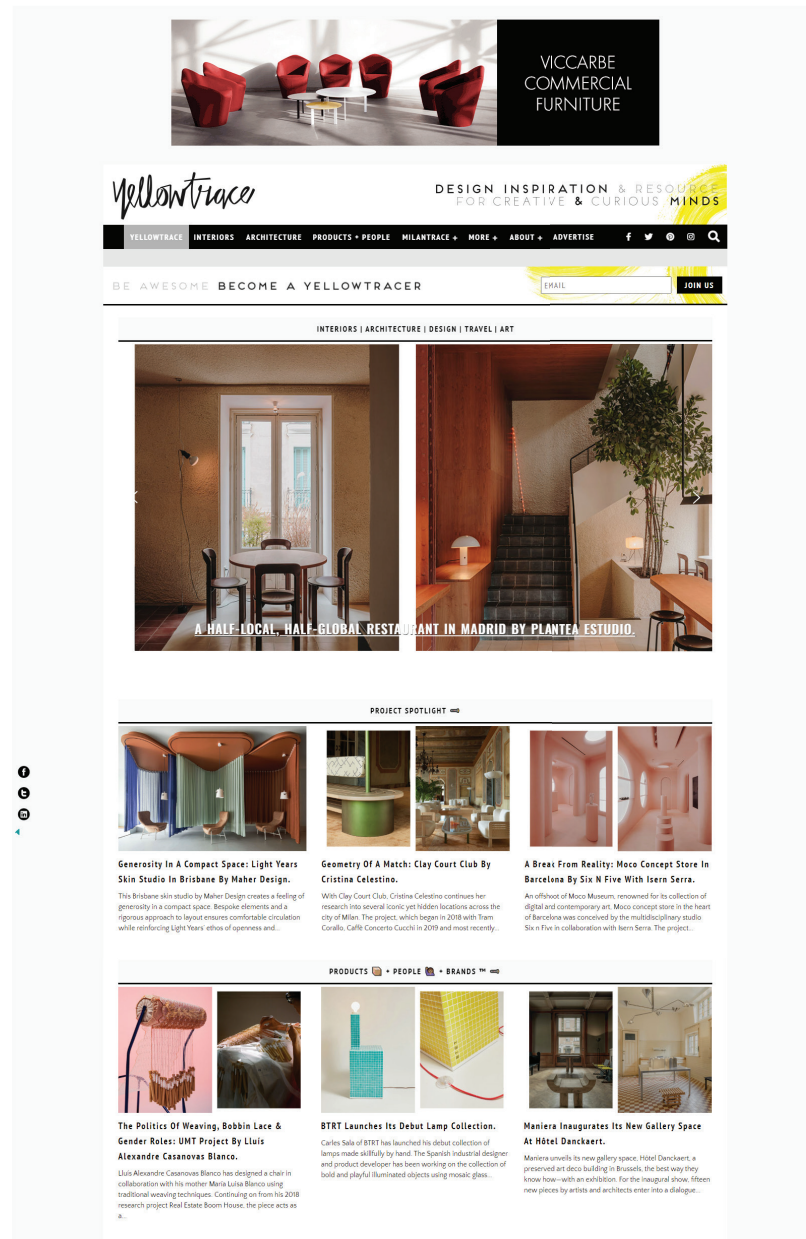 VICCARBE
COMMERCIAL
FURNITURE
yellowtrace
DESIGN INSPIRATION & RESOURCE
FOR CREATIVE & CURIOUS MINDS
YELLOWTRACE INTERIORS ARCHITECTURE PRODUCTS + PEOPLE MILANTRACE + MORE + ABOUT + ADVERTISE
BE AWESOME BECOME A YELLOWTRACER
EMAIL
JOIN US
INTERIORS | ARCHITECTURE | DESIGN | TRAVEL | ART
A HALF-LOCAL, HALF-GLOBAL RESTAURANT IN MADRID BY PLANTEA ESTUDIO.
PROJECT SPOTLIGHT
Generosity In A Compact Space: Light Years
Skin Studio In Brisbane By Maher Design.
This Brisbane skin studio by Maher Design creates a feeling of
generosity in a compact space. Bespoke elements and a
rigorous approach to layout ensures comfortable circulation
while reinforcing Light Years' ethos of openness and...
Geometry Of A Match: Clay Court Club By
Cristina Celestino.
With Clay Court Club, Cristina Celestino continues her
research into several iconic yet hidden locations across the
city of Milan. The project, which began in 2018 with Tram
Corallo, Caffè Concerto Cucchi in 2019 and most recently...
A Break From Reality: Moco Concept Store In
Barcelona By Six N Five With Isern Serra.
An offshoot of Moco Museum, renowned for its collection of
digital and contemporary art, Moco concept store in the heart
of Barcelona was conceived by the multidisciplinary studio
Six n Five in collaboration with Isern Serra. The project...
PRODUCTS + PEOPLE + BRANDS ™
The Politics Of Weaving, Bobbin Lace &
Gender Roles: UMT Project By Lluís
Alexandre Casanovas Blanco.
Lluís Alexandre Casanovas Blanco has designed a chair in
collaboration with his mother María Luisa Blanco using
traditional weaving techniques. Continuing on from his 2018
research project Real Estate Boom House, the piece acts as
a...
BTRT Launches Its Debut Lamp Collection.
Carles Sala of BTRT has launched his debut collection of
lamps made skillfully by hand. The Spanish industrial designer
and product developer has been working on the collection of
bold and playful illuminated objects using mosaic glass...
Maniera Inaugurates Its New Gallery Space
At Hôtel Danckaert.
Maniera unveils its new gallery space, Hôtel Danckaert, a
preserved art deco building in Brussels, the best way they
know how—with an exhibition. For the inaugural show, fifteen
new pieces by artists and architects enter into a dialogue...